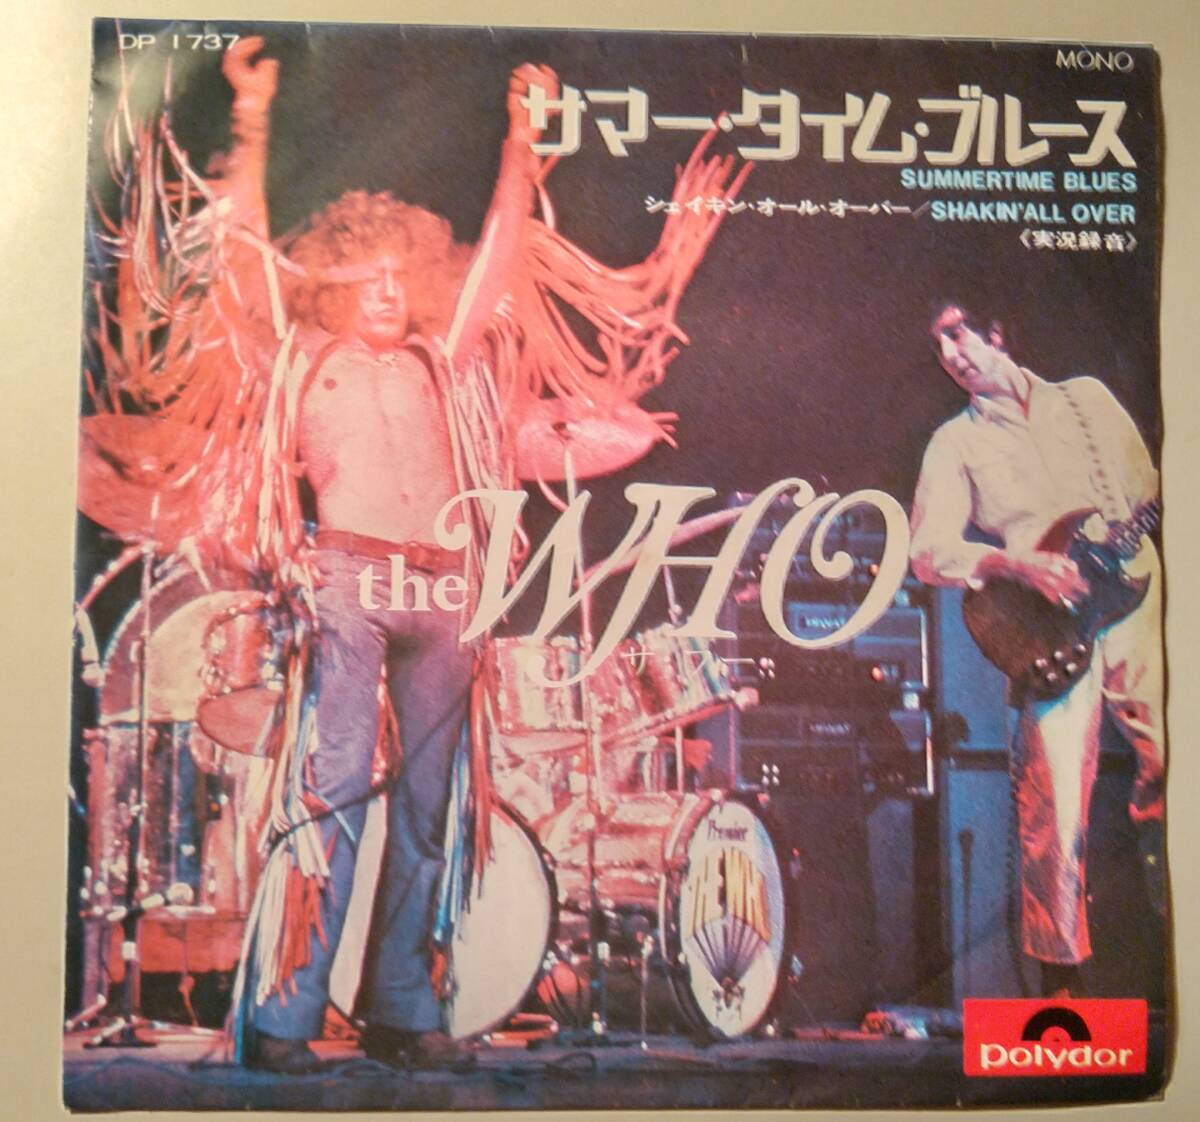 DP 1737
MONO
サマー・タイム・ブルース
SUMMERTIME BLUES
シェイキン・オール・オーバー/SHAKIN' ALL OVER
《実況録音》
the WHO
ザ・フー
HIWATT
HIWATT
Premier
THE WHO
polydor